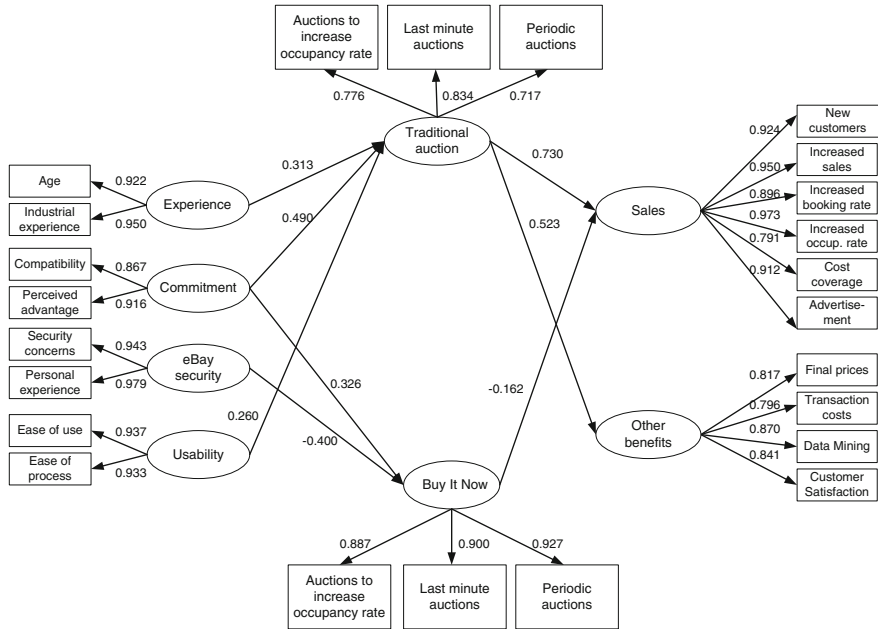 Auctions to
increase
occupancy rate
Last minute
auctions
Periodic
auctions
0.776
0.834
0.717
Traditional
auction
New
customers
0.924
0.730
0.313
Increased
sales
0.950
Age
0.922
Experience
Increased
booking rate
0.896
Industrial
experience
0.950
Sales
0.490
0.523
0.973
Increased
occup. rate
0.791
Compatibility
0.867
Commitment
Cost
coverage
0.912
Perceived
advantage
0.916
Advertise-
ment
Security
concerns
0.943
eBay
security
Personal
experience
0.979
0.326
-0.162
Final prices
0.817
Transaction
costs
0.796
0.260
Ease of use
0.937
Usability
-0.400
Other
benefits
0.870
Data Mining
0.841
Ease of
process
0.933
Buy It Now
Customer
Satisfaction
0.887
0.900
0.927
Auctions to
increase
occupancy rate
Last minute
auctions
Periodic
auctions